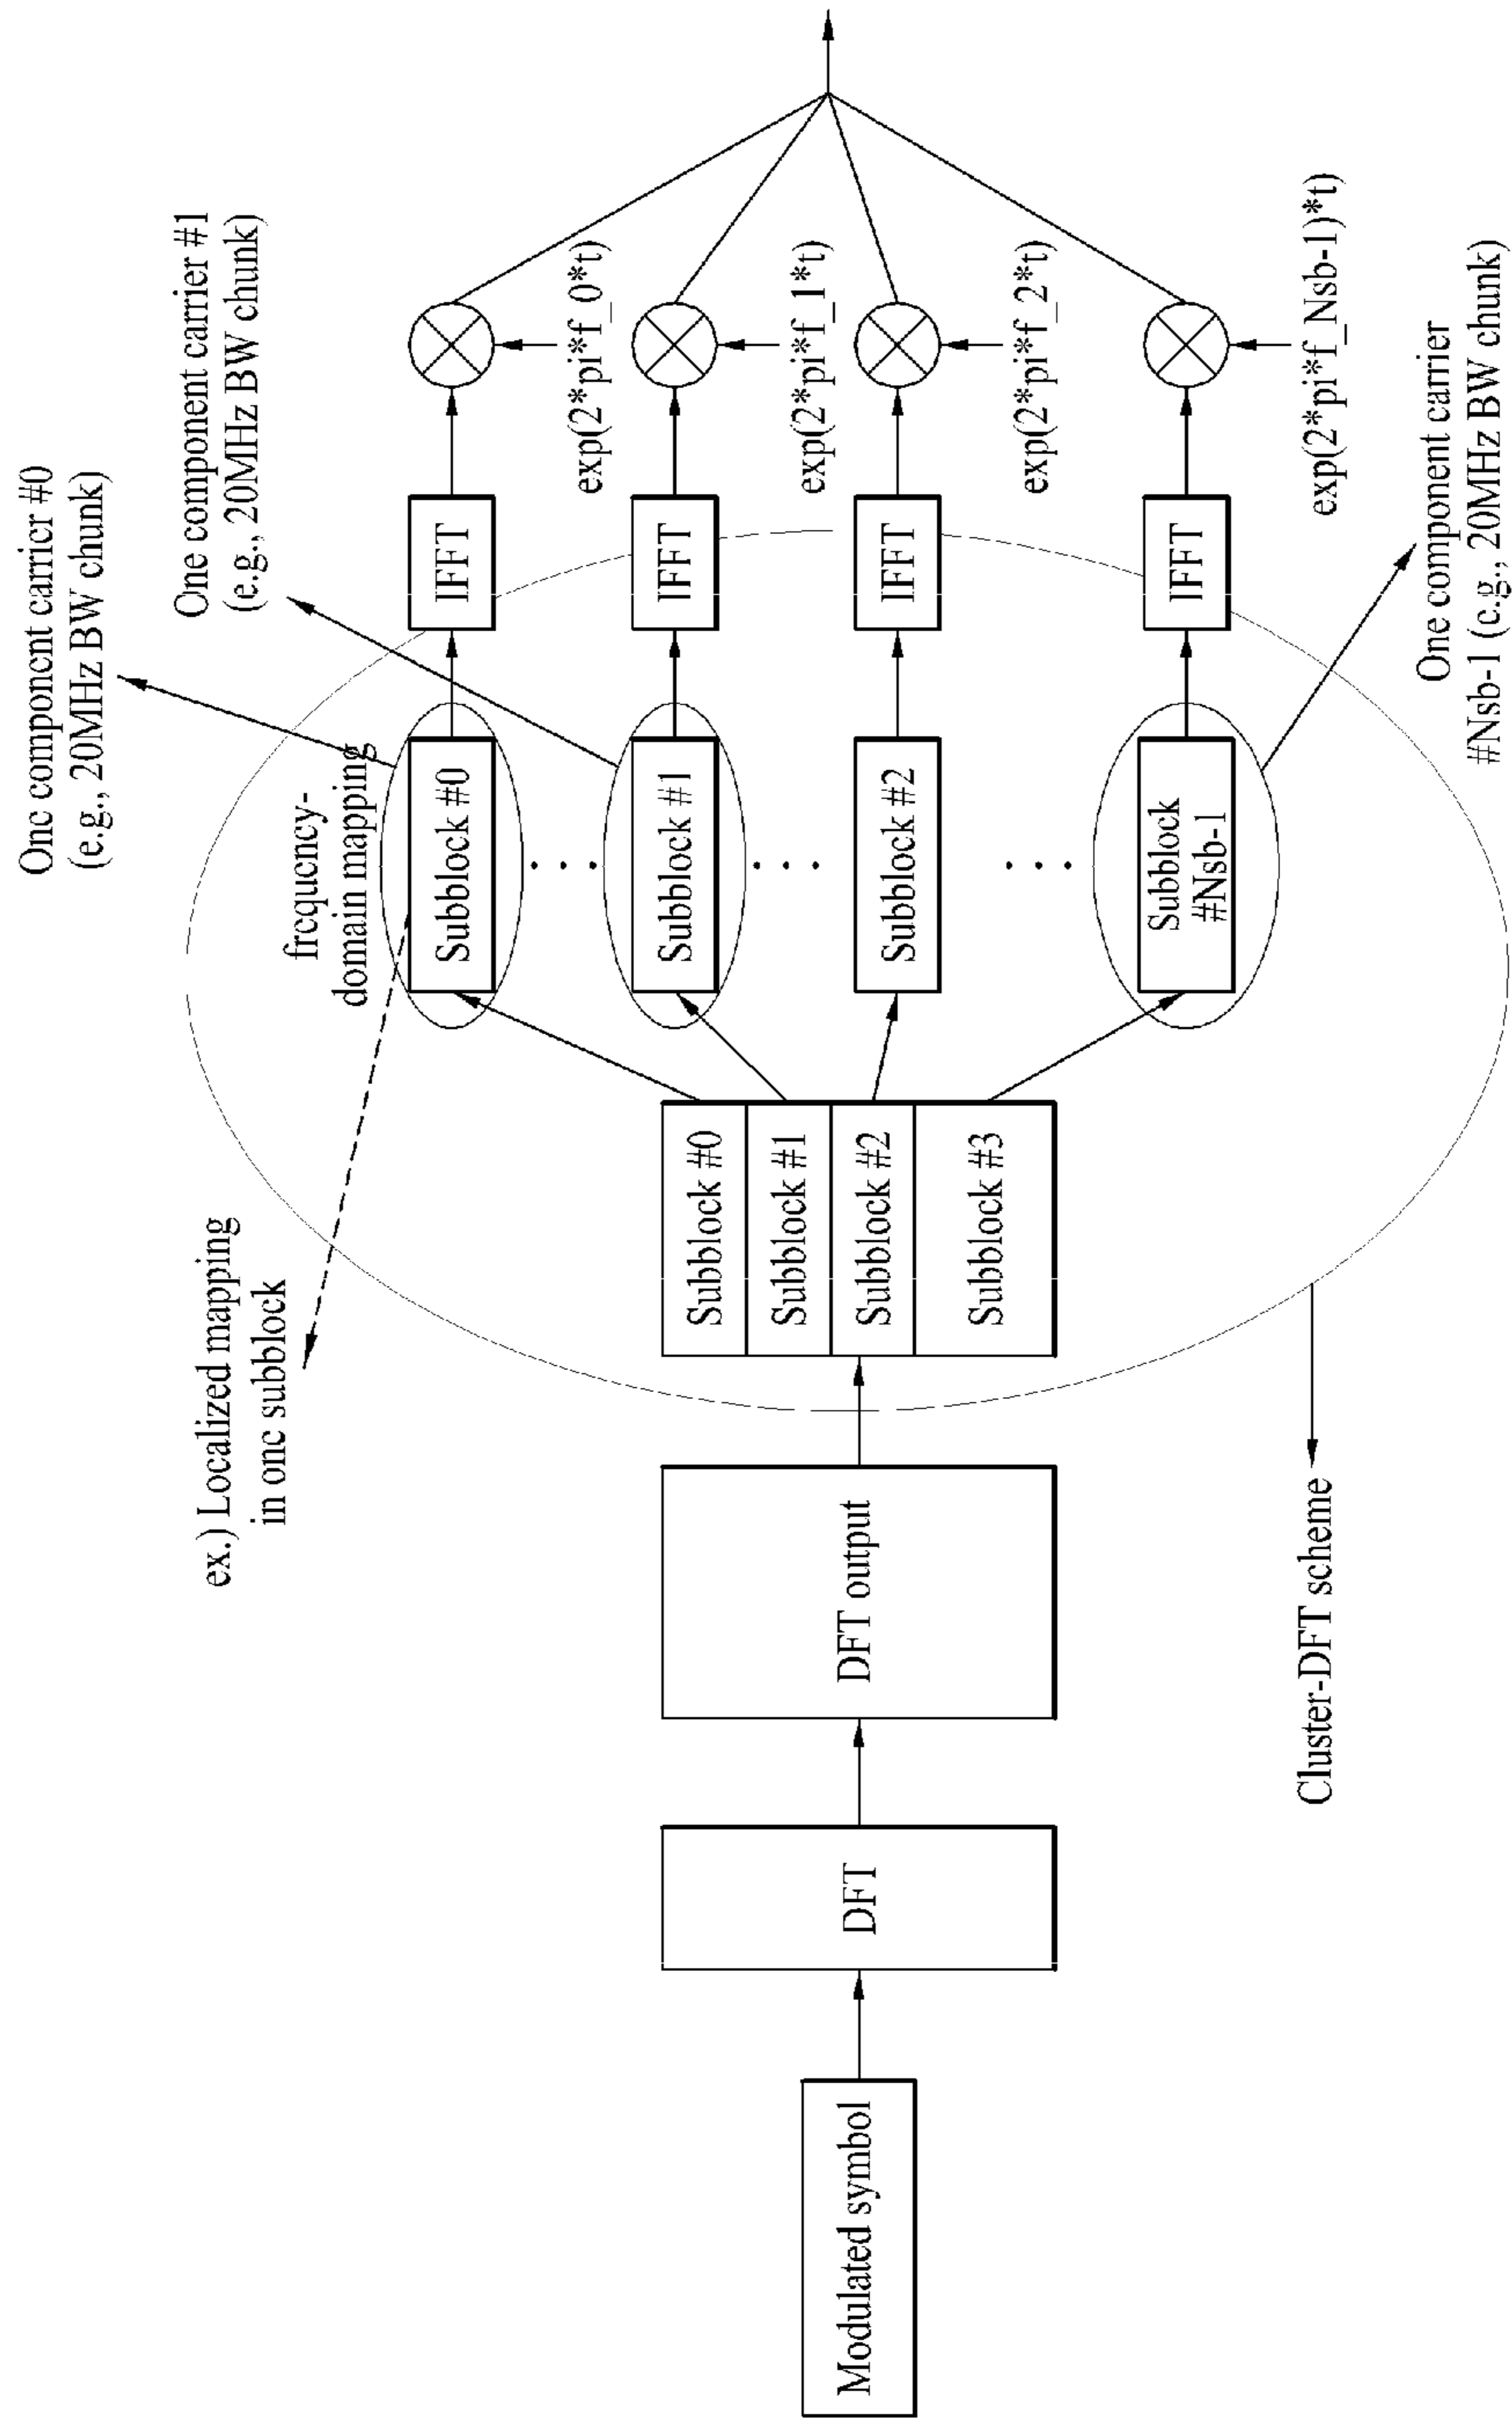 Modulated symbol
DFT
DFT output
Subblock #0
Subblock #1
Subblock #2
Subblock #3
Cluster-DFT scheme
ex.) Localized mapping
in one subblock
frequency-
domain mapping
Subblock #0
Subblock #1
Subblock #2
Subblock
#Nsb-1
One component carrier #0
(e.g., 20MHz BW chunk)
One component carrier #1
(e.g., 20MHz BW chunk)
One component carrier
#Nsb-1 (e.g., 20MHz BW chunk)
IFFT
IFFT
IFFT
IFFT
exp(2*pi*f_0*t)
exp(2*pi*f_1*t)
exp(2*pi*f_2*t)
exp(2*pi*f_Nsb-1)*t)